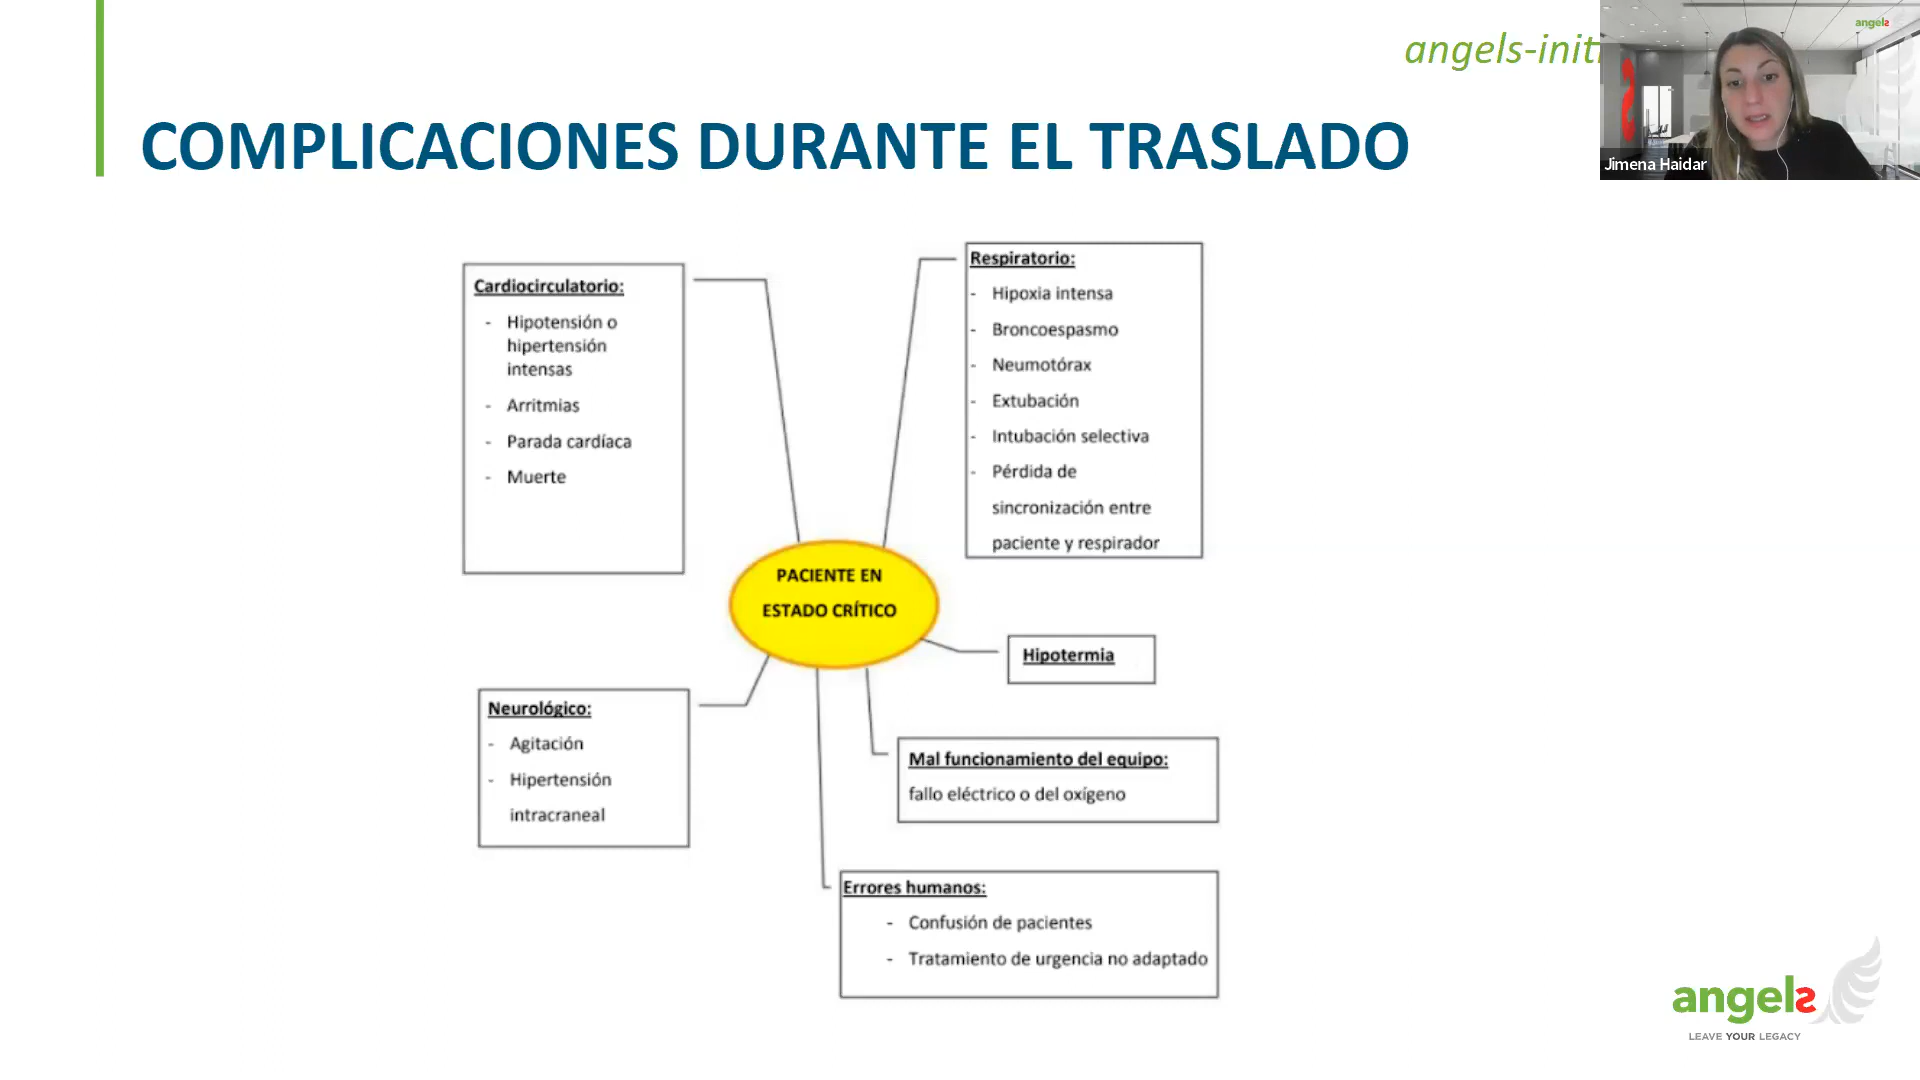 angels-initi
angels
Jimena Haidar
COMPLICACIONES DURANTE EL TRASLADO
Cardiocirculatorio:
- Hipotensión o
hipertensión
intensas
- Arritmias
- Parada cardíaca
- Muerte
Respiratorio:
- Hipoxia intensa
- Broncoespasmo
- Neumotórax
- Extubación
- Intubación selectiva
- Pérdida de
sincronización entre
paciente y respirador
PACIENTE EN
ESTADO CRÍTICO
Hipotermia
Neurológico:
- Agitación
- Hipertensión
intracraneal
Mal funcionamiento del equipo:
fallo eléctrico o del oxígeno
Errores humanos:
- Confusión de pacientes
- Tratamiento de urgencia no adaptado
angels
LEAVE YOUR LEGACY